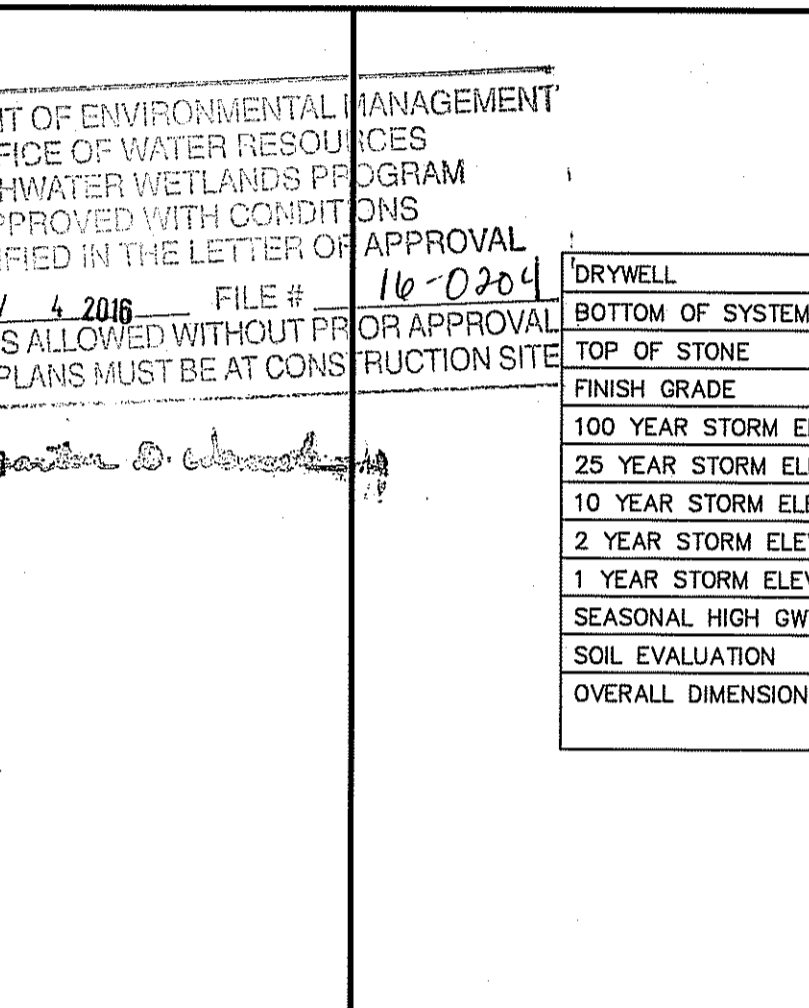 T OF ENVIRONMENTAL MANAGEMENT
FICE OF WATER RESOURCES
HWATER WETLANDS PROGRAM
PPROVED WITH CONDITIONS
IFIED IN THE LETTER OF APPROVAL
4 2016 FILE # 16-0204
S ALLOWED WITHOUT PRIOR APPROVAL
PLANS MUST BE AT CONSTRUCTION SITE
DRYWELL
BOTTOM OF SYSTEM
TOP OF STONE
FINISH GRADE
100 YEAR STORM EL
25 YEAR STORM ELE
10 YEAR STORM ELE
2 YEAR STORM ELEV
1 YEAR STORM ELEV
SEASONAL HIGH GW
SOIL EVALUATION
OVERALL DIMENSION